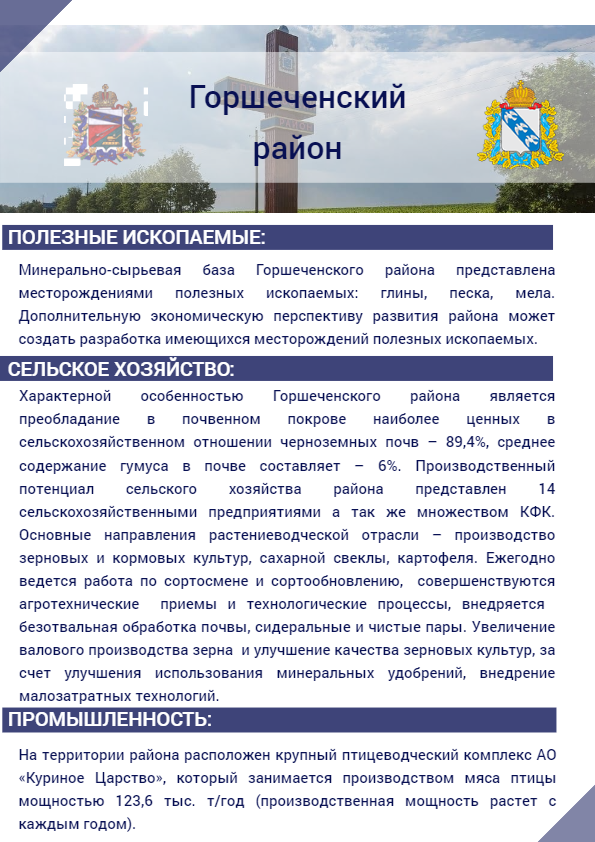 Горшеченский
район
ПОЛЕЗНЫЕ ИСКОПАЕМЫЕ:
Минерально-сырьевая база Горшеченского района представлена
месторождениями полезных ископаемых: глины, песка, мела.
Дополнительную экономическую перспективу развития района может
создать разработка имеющихся месторождений полезных ископаемых.
СЕЛЬСКОЕ ХОЗЯЙСТВО:
Характерной особенностью Горшеченского района является
преобладание в почвенном покрове наиболее ценных в
сельскохозяйственном отношении черноземных почв – 89,4%, среднее
содержание гумуса в почве составляет – 6%. Производственный
потенциал сельского хозяйства района представлен 14
сельскохозяйственными предприятиями а так же множеством КФК.
Основные направления растениеводческой отрасли – производство
зерновых и кормовых культур, сахарной свеклы, картофеля. Ежегодно
ведется работа по сортосмене и сортообновлению, совершенствуются
агротехнические приемы и технологические процессы, внедряется
безотвальная обработка почвы, сидеральные и чистые пары. Увеличение
валового производства зерна и улучшение качества зерновых культур, за
счет улучшения использования минеральных удобрений, внедрение
малозатратных технологий.
ПРОМЫШЛЕННОСТЬ:
На территории района расположен крупный птицеводческий комплекс АО
«Куриное Царство», который занимается производством мяса птицы
мощностью 123,6 тыс. т/год (производственная мощность растет с
каждым годом).